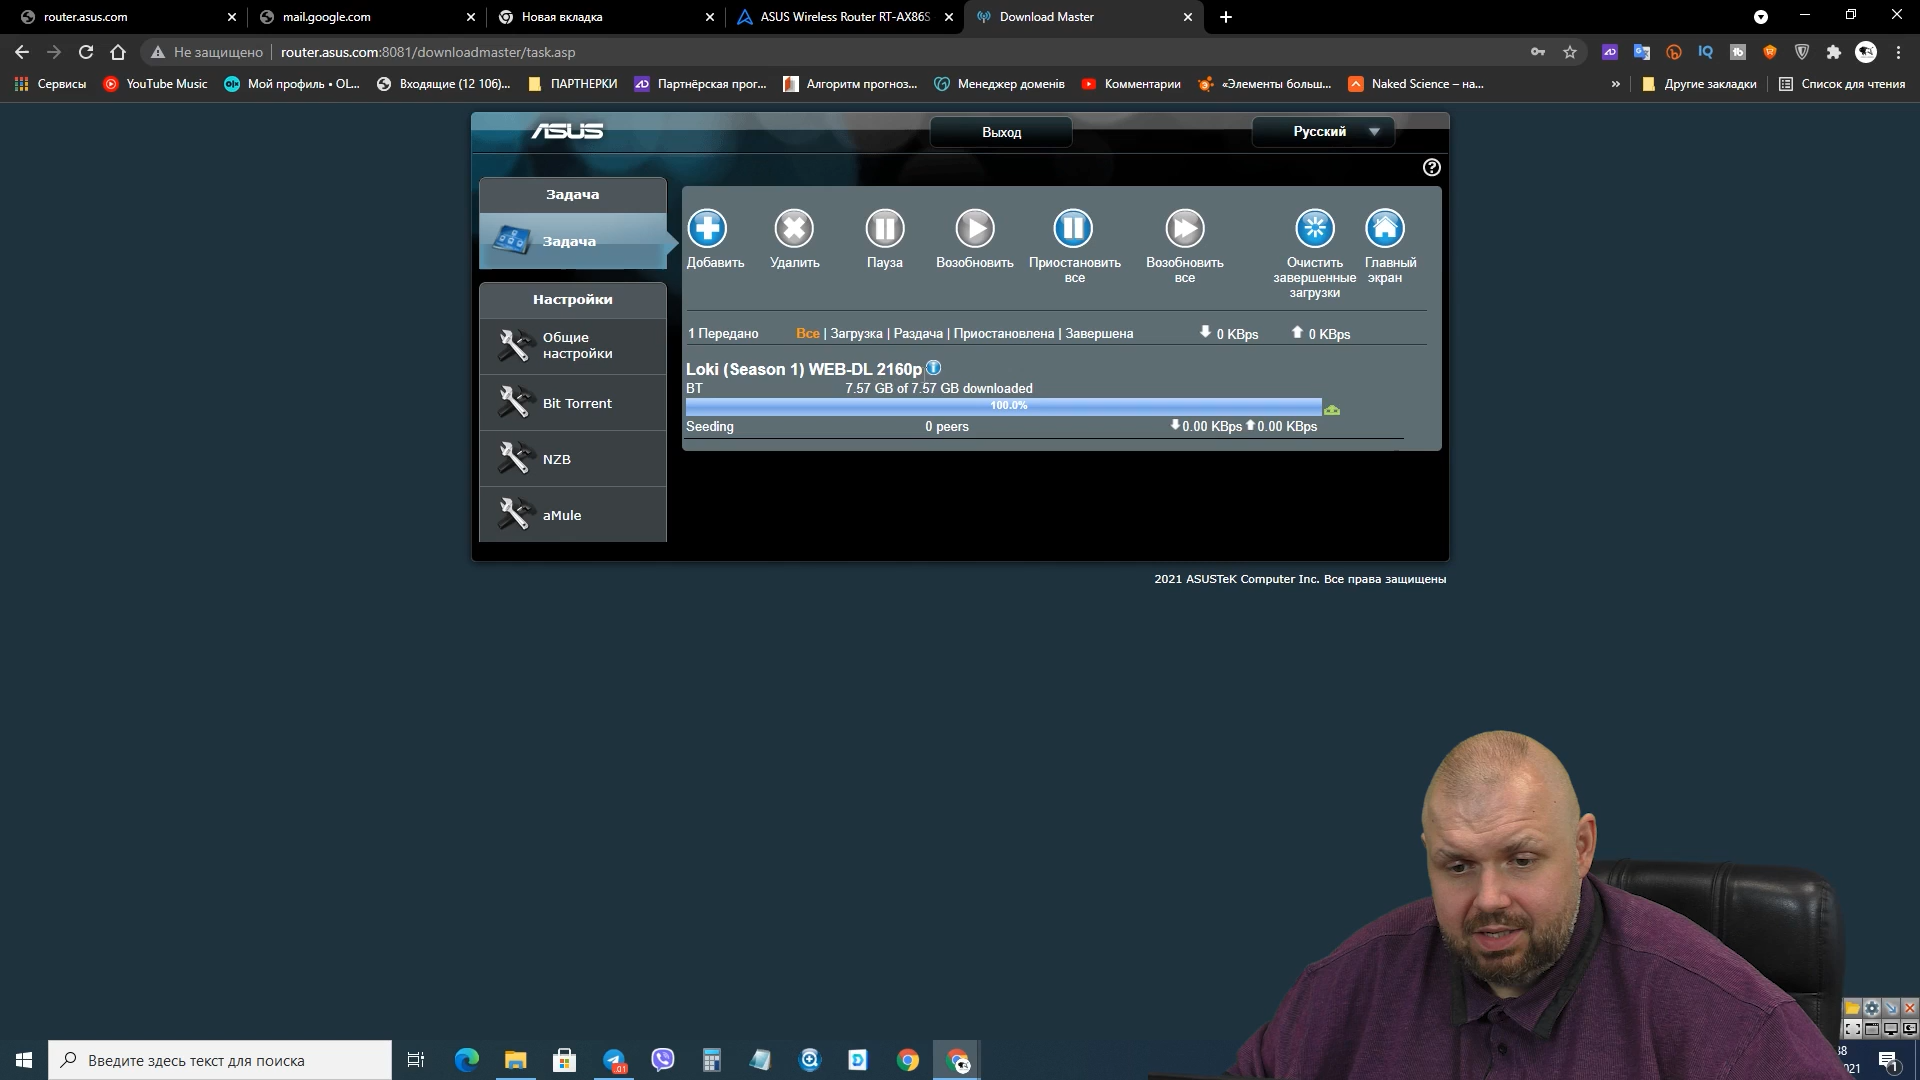 router.asus.com
mail.google.com
Новая вкладка
ASUS Wireless Router RT-AX86S
Download Master
Не защищено
router.asus.com:8081/downloadmaster/task.asp
Сервисы
YouTube Music
Мой профиль • OL...
Входящие (12 106)...
ПАРТНЕРКИ
Партнёрская прог...
Алгоритм прогноз...
Менеджер доменів
Комментарии
«Элементы больш...
Naked Science – на...
»
Другие закладки
Список для чтения
ASUS
Выход
Русский
Задача
Задача
Настройки
Общие
настройки
Bit Torrent
NZB
aMule
Добавить
Удалить
Пауза
Возобновить
Приостановить
все
Возобновить
все
Очистить
завершенные
загрузки
Главный
экран
1 Передано
Все | Загрузка | Раздача | Приостановлена | Завершена
0 KBps
0 KBps
Loki (Season 1) WEB-DL 2160p
BT
7.57 GB of 7.57 GB downloaded
100.0%
Seeding
0 peers
0.00 KBps
0.00 KBps
2021 ASUSTeK Computer Inc. Все права защищены
Введите здесь текст для поиска